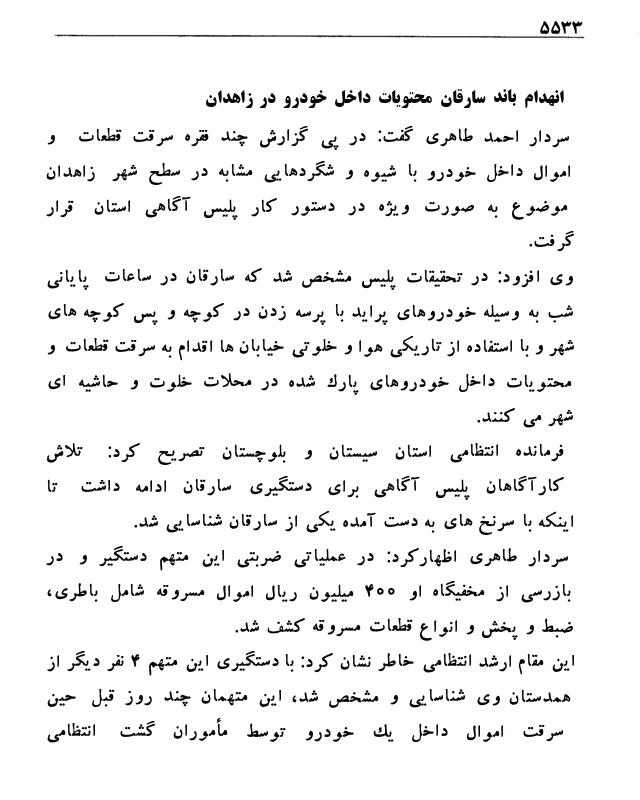 ۵۵۳۳
انهدام باند سارقان محتویات داخل خودرو در زاهدان
سردار احمد طاهری گفت: در پی گزارش چند فقره سرقت قطعات و
اموال داخل خودرو با شیوه و شگردهایی مشابه در سطح شهر زاهدان
موضوع به صورت ویژه در دستور کار پلیس آگاهی استان قرار
گرفت.
وی افزود: در تحقیقات پلیس مشخص شد که سارقان در ساعات پایانی
شب به وسیله خودروهای پراید با پرسه زدن در کوچه و پس کوچه های
شهر و با استفاده از تاریکی هوا و خلوتی خیابان ها اقدام به سرقت قطعات و
محتویات داخل خودروهای پارك شده در محلات خلوت و حاشیه ای
شهر می کنند.
فرمانده انتظامی استان سیستان و بلوچستان تصریح کرد: تلاش
کارآگاهان پلیس آگاهی برای دستگیری سارقان ادامه داشت تا
اینکه با سرنخ های به دست آمده یکی از سارقان شناسایی شد.
سردار طاهری اظهارکرد: در عملیاتی ضربتی این متهم دستگیر و در
بازرسی از مخفیگاه او ۴۰۰ میلیون ریال اموال مسروقه شامل باطری،
ضبط و پخش و انواع قطعات مسروقه کشف شد.
این مقام ارشد انتظامی خاطر نشان کرد: با دستگیری این متهم ۴ نفر دیگر از
همدستان وی شناسایی و مشخص شد، این متهمان چند روز قبل حین
سرقت اموال داخل یك خودرو توسط مأموران گشت انتظامی